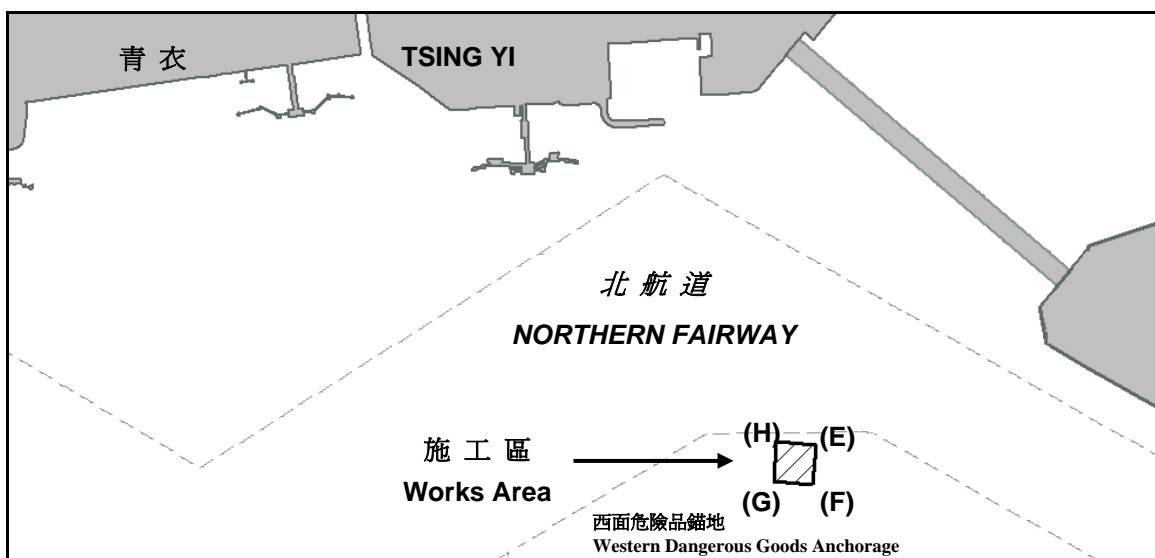 青衣
TSING YI
北航道
NORTHERN FAIRWAY
(H)
(E)
施工區
Works Area
(G)
(F)
西面危險品錨地
Western Dangerous Goods Anchorage